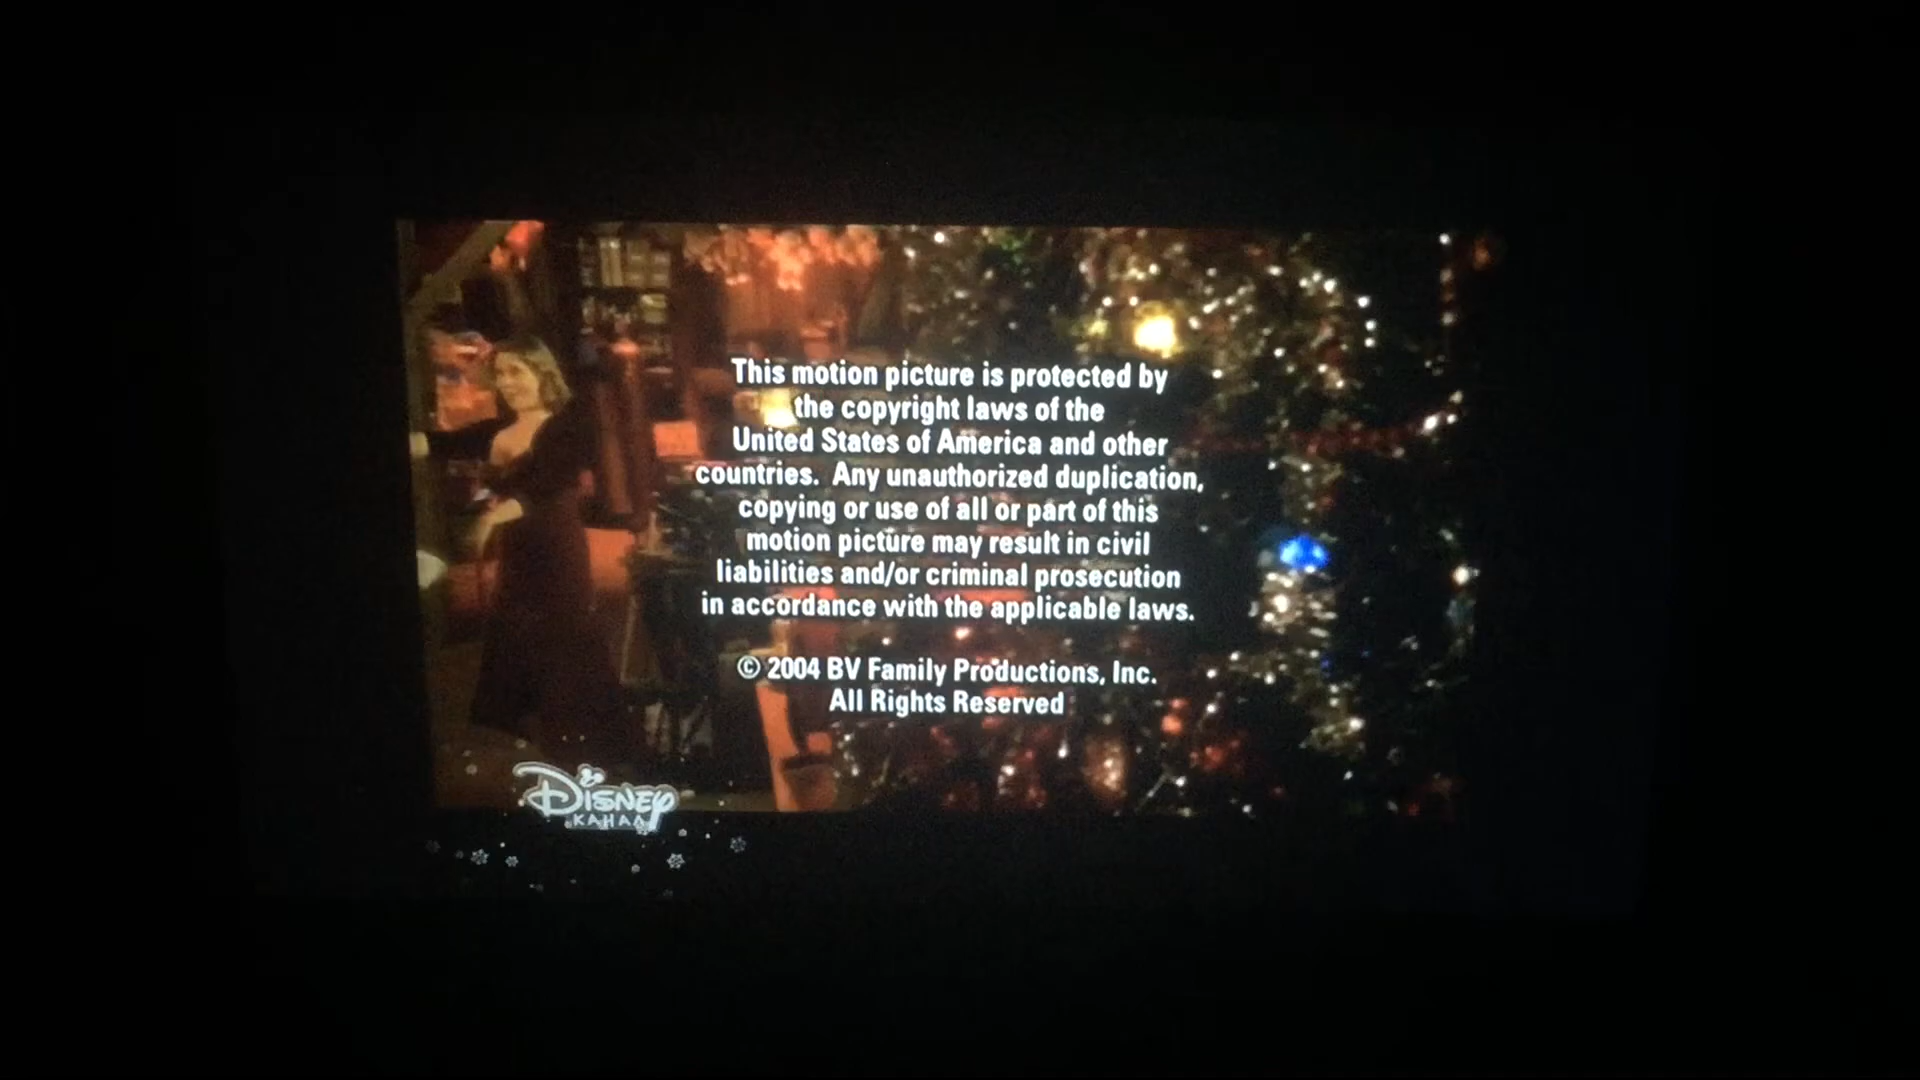 This motion picture is protected by
the copyright laws of the
United States of America and other
countries. Any unauthorized duplication,
copying or use of all or part of this
motion picture may result in civil
liabilities and/or criminal prosecution
in accordance with the applicable laws.
© 2004 BV Family Productions, Inc.
All Rights Reserved
Disney
КАНАЛ